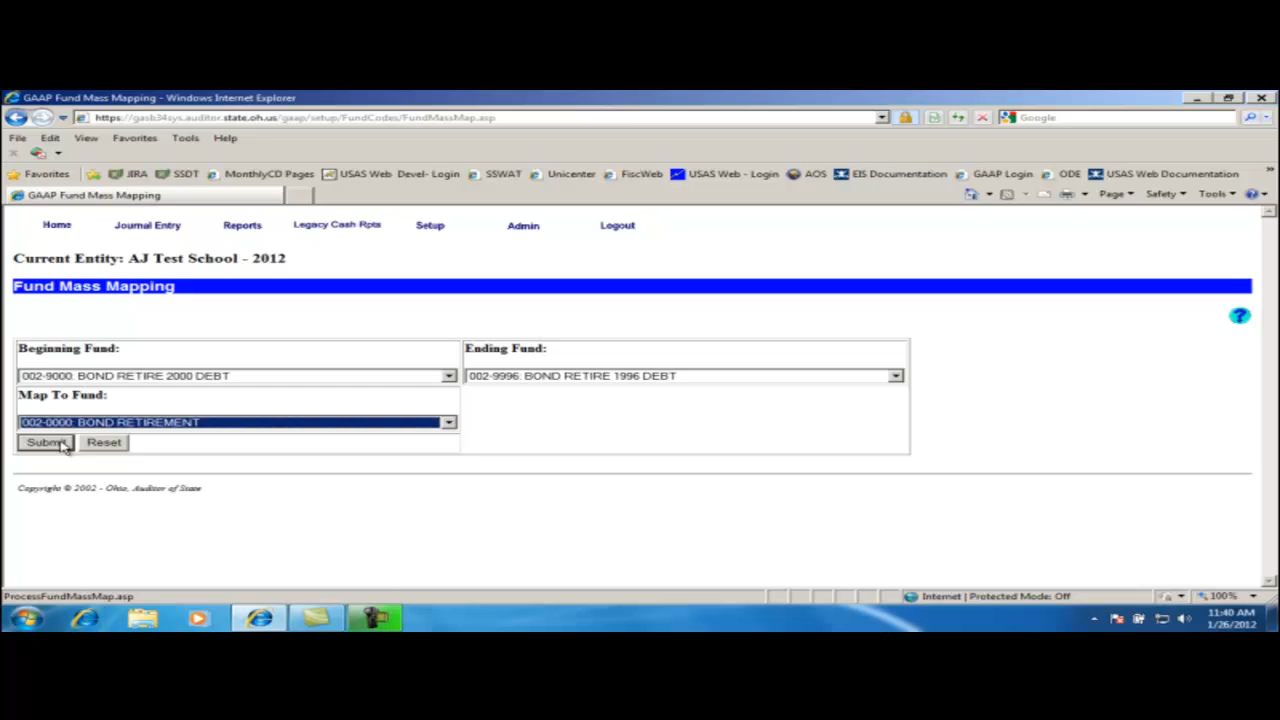 GAAP Fund Mass Mapping - Windows Internet Explorer
https://gasb34sys.auditor.state.oh.us/gaap/setup/FundCodes/FundMassMap.asp
Google
File Edit View Favorites Tools Help
Favorites JIRA SSDT MonthlyCD Pages USAS Web Devel- Login SSWAT Unicenter FiscWeb USAS Web - Login AOS EIS Documentation GAAP Login ODE USAS Web Documentation
GAAP Fund Mass Mapping Page Safety Tools
Home Journal Entry Reports Legacy Cash Rpts Setup Admin Logout
Current Entity: AJ Test School - 2012
Fund Mass Mapping
?
Beginning Fund: Ending Fund:
002-9000: BOND RETIRE 2000 DEBT 002-9996: BOND RETIRE 1996 DEBT
Map To Fund:
002-0000: BOND RETIREMENT
Submit Reset
Copyright © 2002 - Ohio, Auditor of State
ProcessFundMassMap.asp Internet | Protected Mode: Off 100%
11:40 AM
1/26/2012